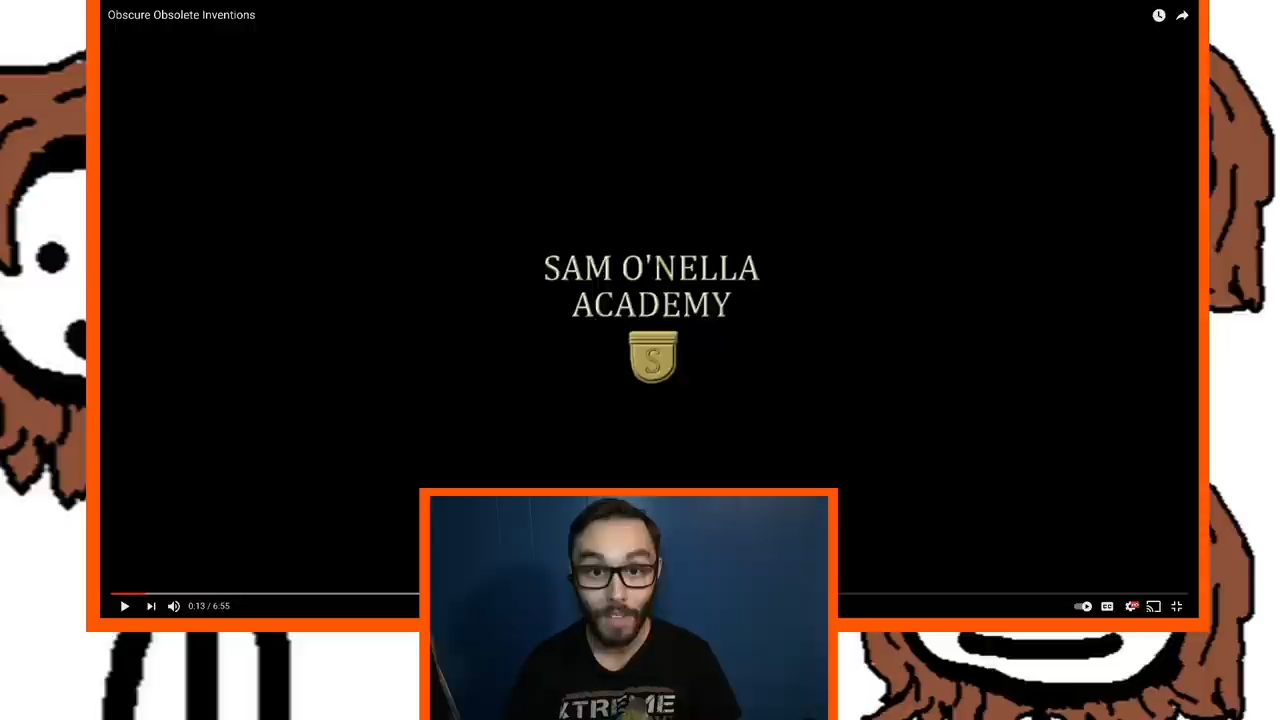 Obscure Obsolete Inventions
SAM O'NELLA
ACADEMY
S
0:13 / 6:55
XTREME